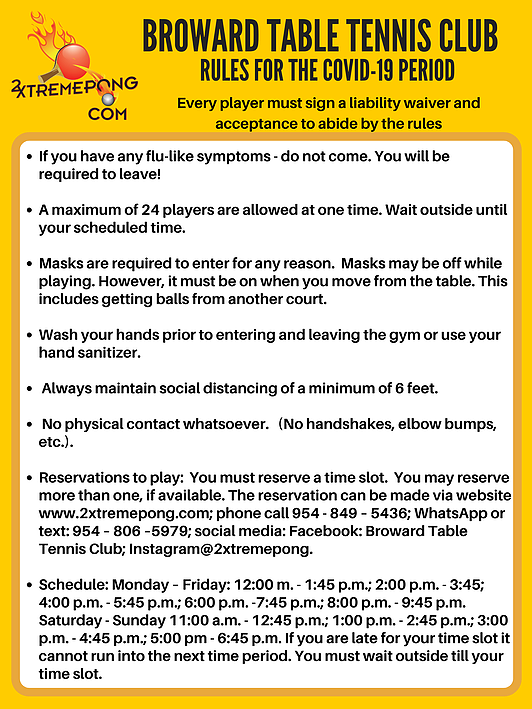 BROWARD TABLE TENNIS CLUB
RULES FOR THE COVID-19 PERIOD
2XTREMEPONG
COM
Every player must sign a liability waiver and
acceptance to abide by the rules
• If you have any flu-like symptoms - do not come. You will be
required to leave!
• A maximum of 24 players are allowed at one time. Wait outside until
your scheduled time.
• Masks are required to enter for any reason. Masks may be off while
playing. However, it must be on when you move from the table. This
includes getting balls from another court.
• Wash your hands prior to entering and leaving the gym or use your
hand sanitizer.
• Always maintain social distancing of a minimum of 6 feet.
• No physical contact whatsoever. (No handshakes, elbow bumps,
etc.).
• Reservations to play: You must reserve a time slot. You may reserve
more than one, if available. The reservation can be made via website
www.2xtremepong.com; phone call 954 - 849 - 5436; WhatsApp or
text: 954 - 806 -5979; social media: Facebook: Broward Table
Tennis Club; Instagram@2xtremepong.
• Schedule: Monday - Friday: 12:00 m. - 1:45 p.m.; 2:00 p.m. - 3:45;
4:00 p.m. - 5:45 p.m.; 6:00 p.m. -7:45 p.m.; 8:00 p.m. - 9:45 p.m.
Saturday - Sunday 11:00 a.m. - 12:45 p.m.; 1:00 p.m. - 2:45 p.m.; 3:00
p.m. - 4:45 p.m.; 5:00 pm - 6:45 p.m. If you are late for your time slot it
cannot run into the next time period. You must wait outside till your
time slot.